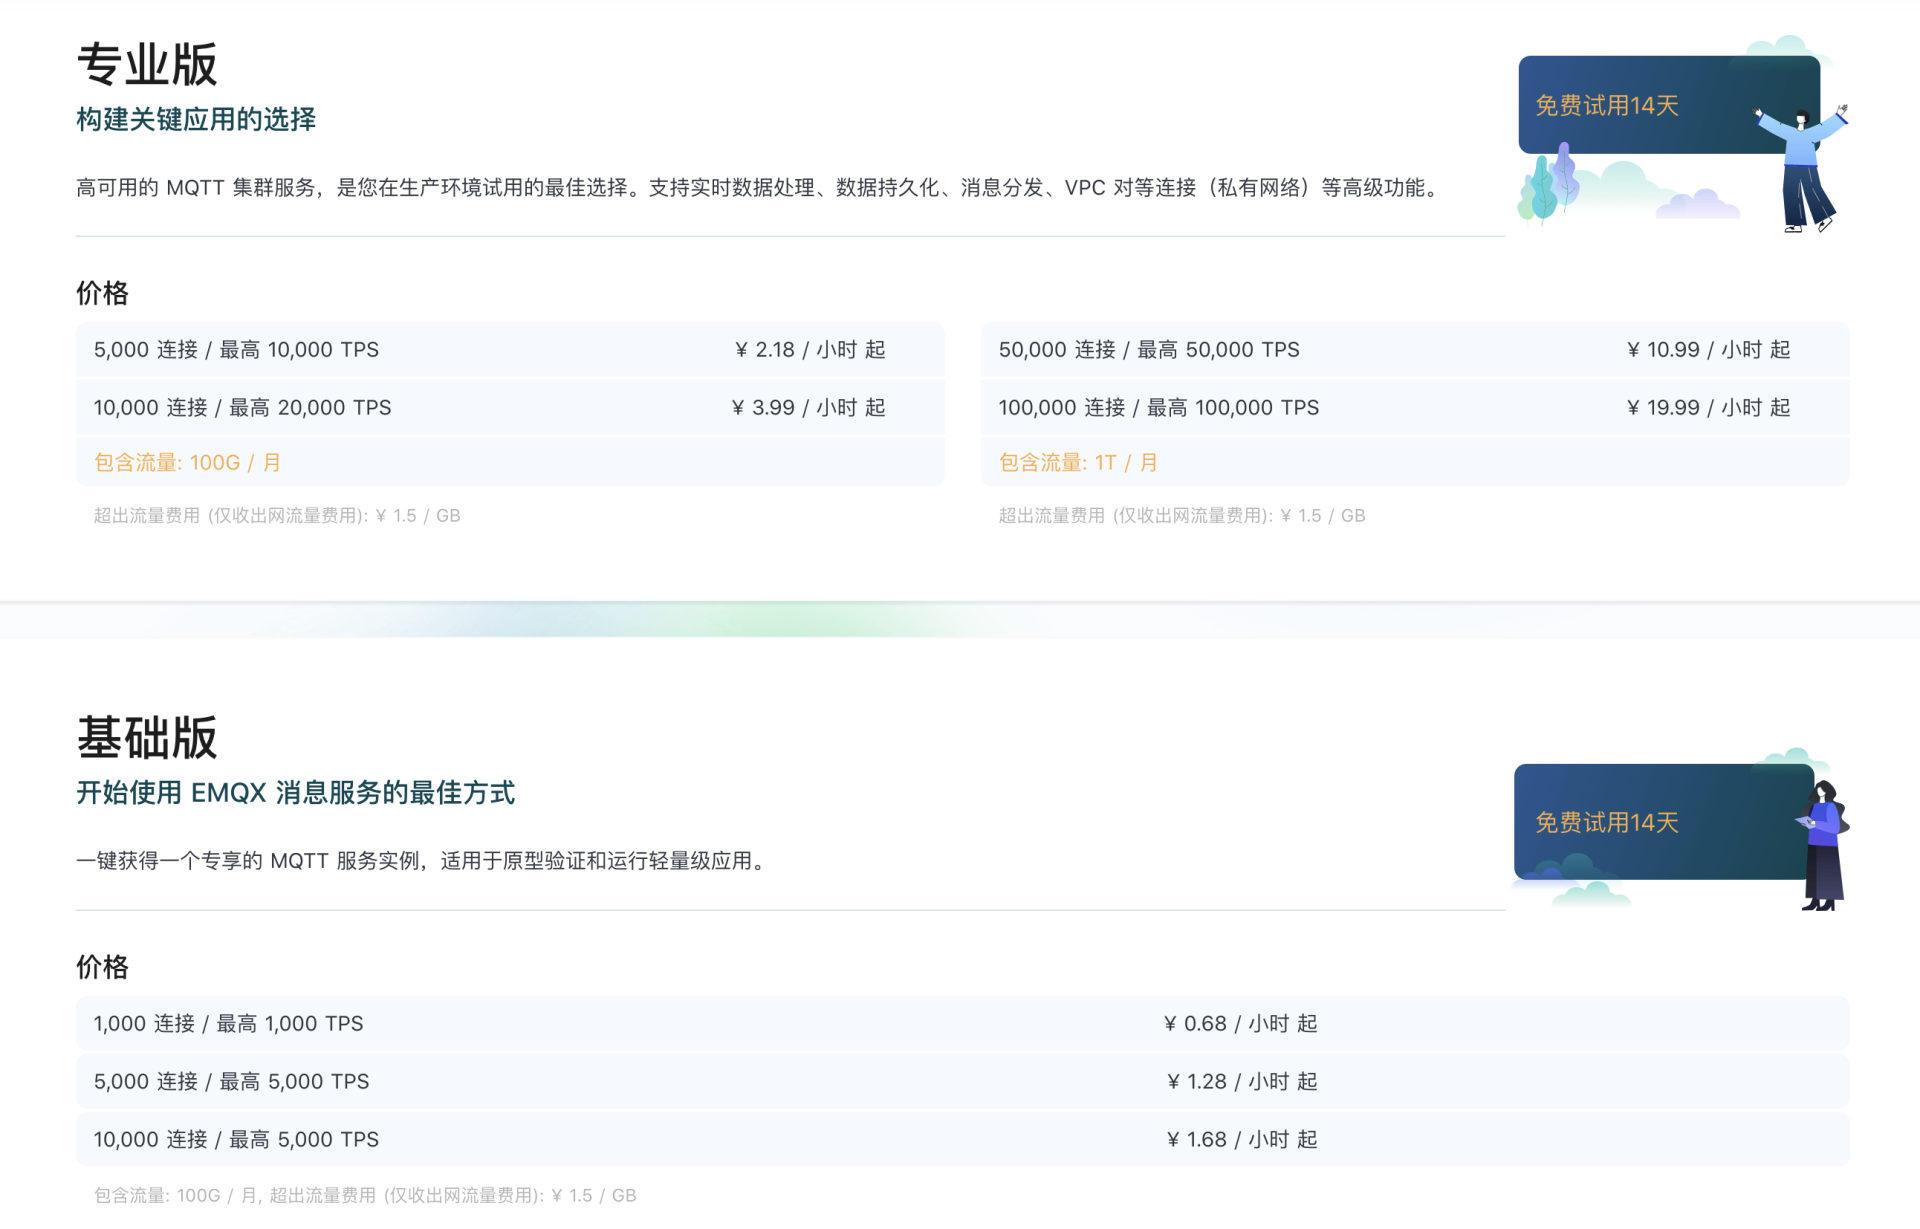 专业版
构建关键应用的选择
免费试用14天
高可用的 MQTT 集群服务，是您在生产环境试用的最佳选择。支持实时数据处理、数据持久化、消息分发、VPC 对等连接（私有网络）等高级功能。
价格
5,000 连接 / 最高 10,000 TPS ¥ 2.18 / 小时 起
10,000 连接 / 最高 20,000 TPS ¥ 3.99 / 小时 起
包含流量: 100G / 月
超出流量费用 (仅收出网流量费用): ¥ 1.5 / GB
50,000 连接 / 最高 50,000 TPS ¥ 10.99 / 小时 起
100,000 连接 / 最高 100,000 TPS ¥ 19.99 / 小时 起
包含流量: 1T / 月
超出流量费用 (仅收出网流量费用): ¥ 1.5 / GB
基础版
开始使用 EMQX 消息服务的最佳方式
免费试用14天
一键获得一个专享的 MQTT 服务实例，适用于原型验证和运行轻量级应用。
价格
1,000 连接 / 最高 1,000 TPS ¥ 0.68 / 小时 起
5,000 连接 / 最高 5,000 TPS ¥ 1.28 / 小时 起
10,000 连接 / 最高 5,000 TPS ¥ 1.68 / 小时 起
包含流量: 100G / 月, 超出流量费用 (仅收出网流量费用): ¥ 1.5 / GB